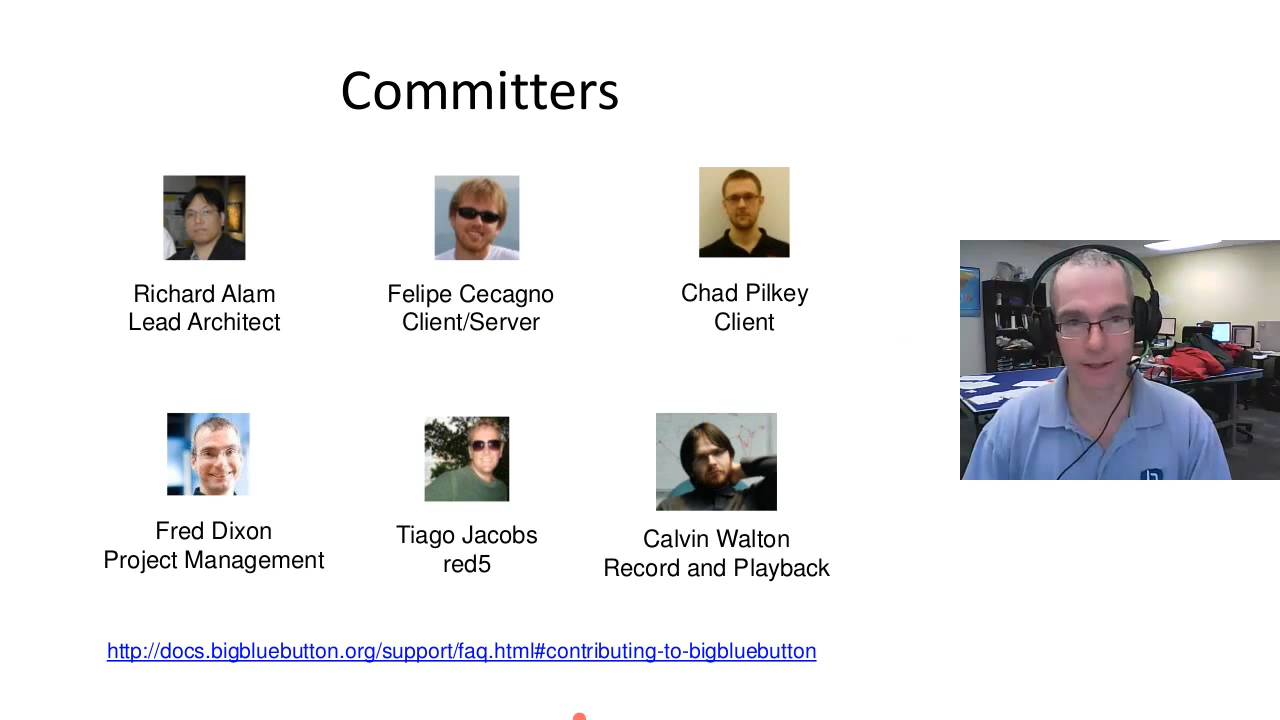 Committers
Richard Alam
Lead Architect
Felipe Cecagno
Client/Server
Chad Pilkey
Client
Fred Dixon
Project Management
Tiago Jacobs
red5
Calvin Walton
Record and Playback
http://docs.bigbluebutton.org/support/faq.html#contributing-to-bigbluebutton